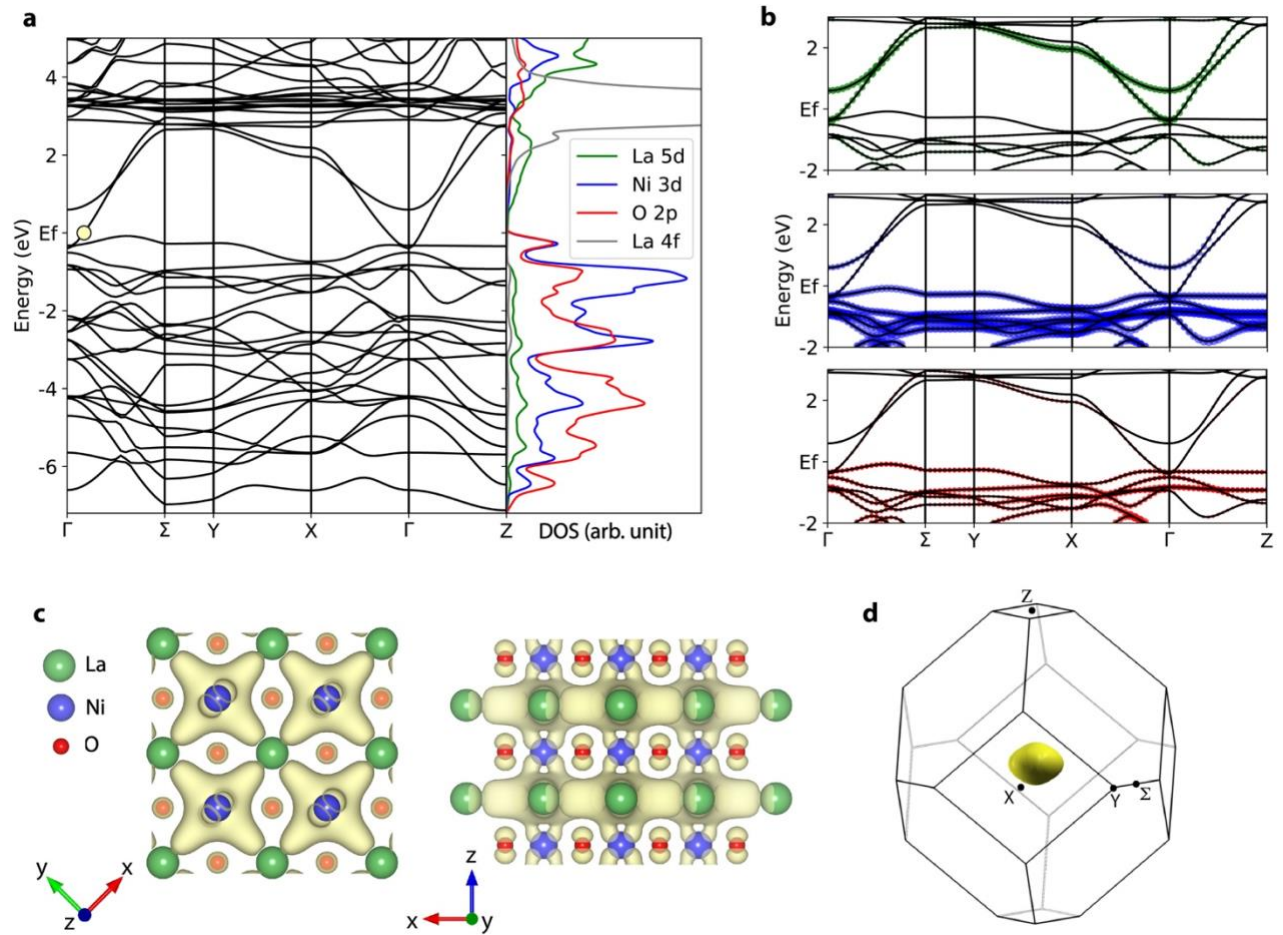 a
4
2
Ef
-2
-4
-6
Energy (eV)
Γ Σ Y X Γ Z
DOS (arb. unit)
La 5d
Ni 3d
O 2p
La 4f
b
2
Ef
-2
2
Ef
-2
2
Ef
-2
Energy (eV)
Γ Σ Y X Γ Z
c
La
Ni
O
y x
z
z
x y
d
Z
X Y Σ